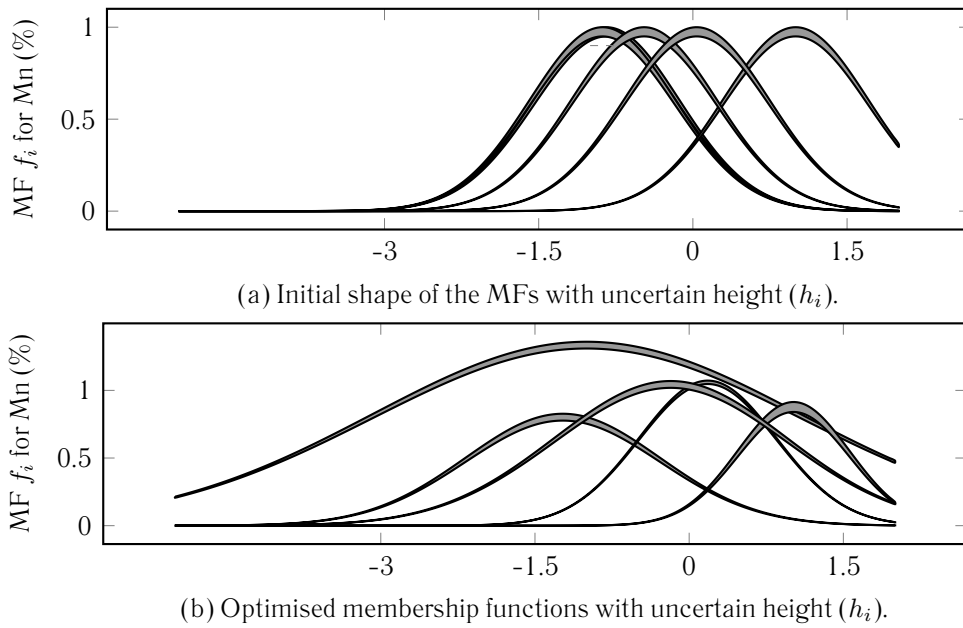 1
0.5
0
MF f_i for Mn (%)
-3 -1.5 0 1.5
(a) Initial shape of the MFs with uncertain height (h_i).
1
0.5
0
MF f_i for Mn (%)
-3 -1.5 0 1.5
(b) Optimised membership functions with uncertain height (h_i).